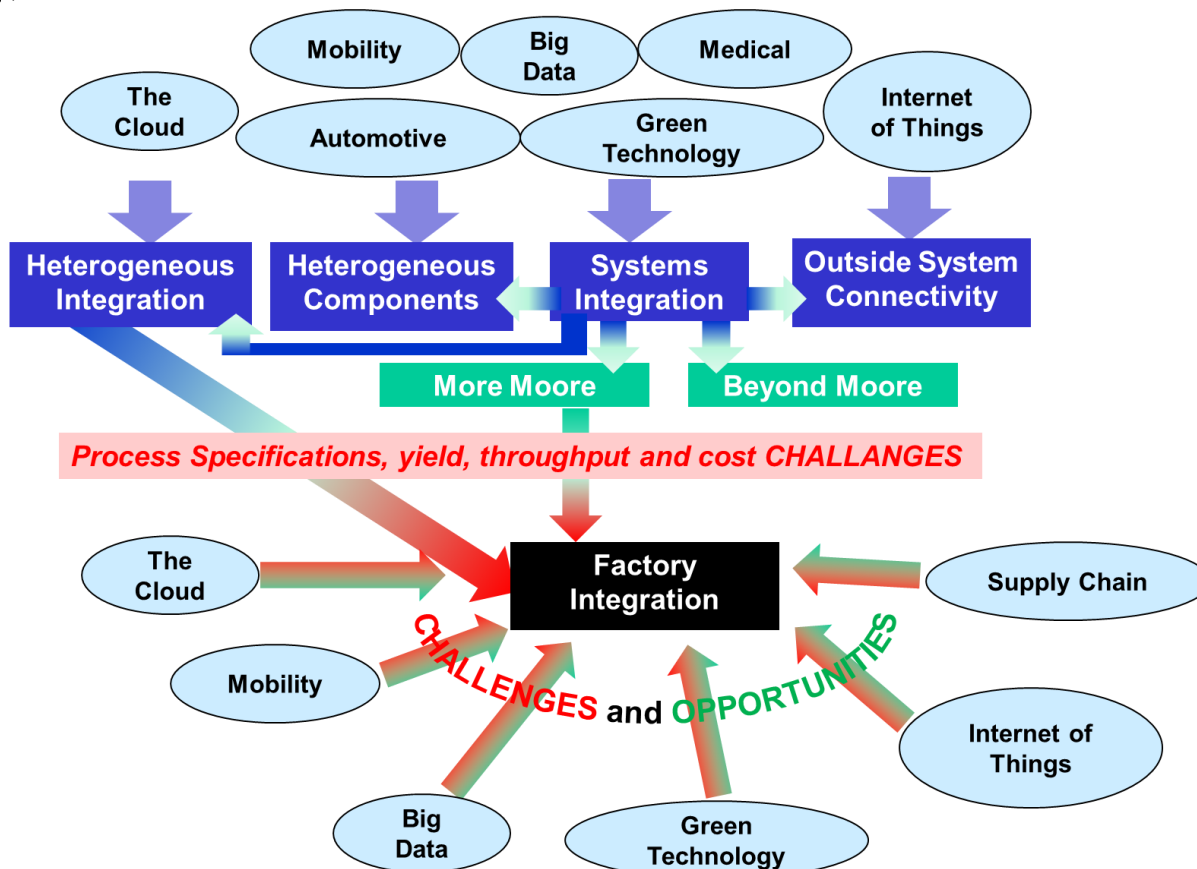 Mobility
Big
Data
Medical
The
Cloud
Internet
of Things
Automotive
Green
Technology
Heterogeneous
Integration
Heterogeneous
Components
Systems
Integration
Outside System
Connectivity
More Moore
Beyond Moore
Process Specifications, yield, throughput and cost CHALLANGES
The
Cloud
Factory
Integration
Supply Chain
Mobility
CHALLENGES and OPPORTUNITIES
Internet of
Things
Big
Data
Green
Technology